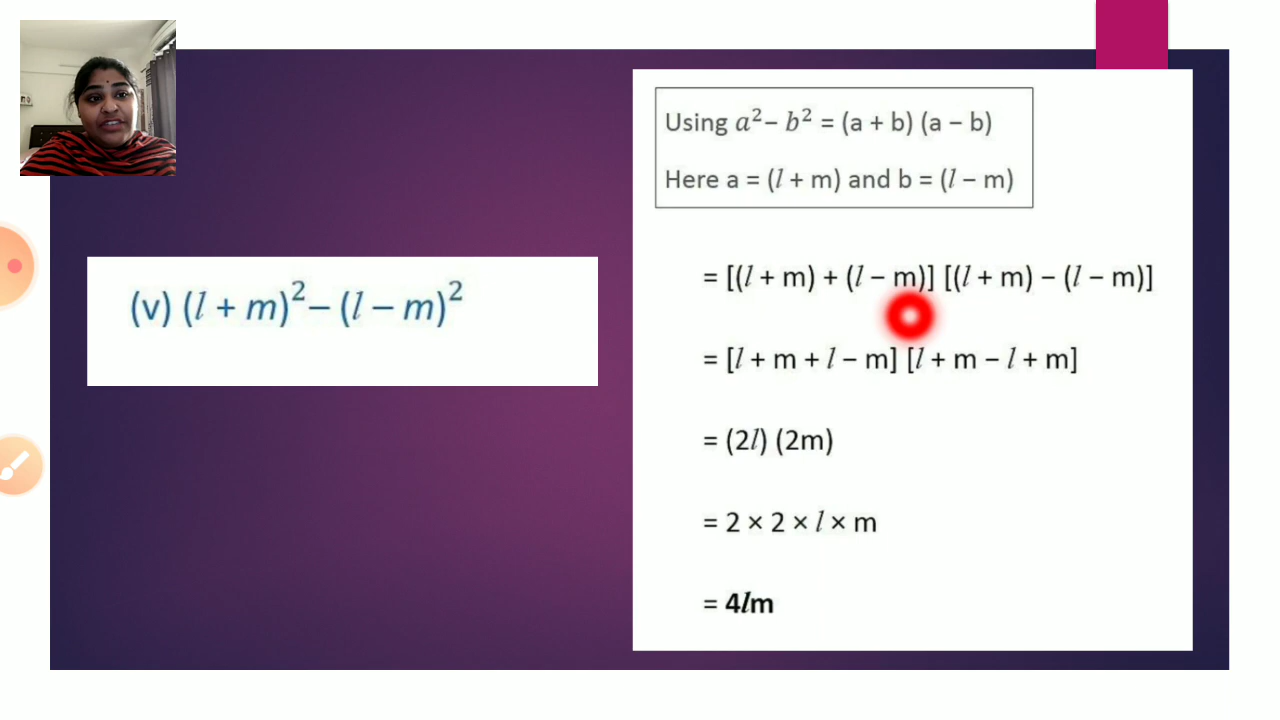 (v) (l + m)² – (l – m)²
Using a² – b² = (a + b) (a − b)
Here a = (l + m) and b = (l − m)
= [(l + m) + (l − m)] [(l + m) − (l − m)]
= [l + m + l − m] [l + m − l + m]
= (2l) (2m)
= 2 × 2 × l × m
= 4lm